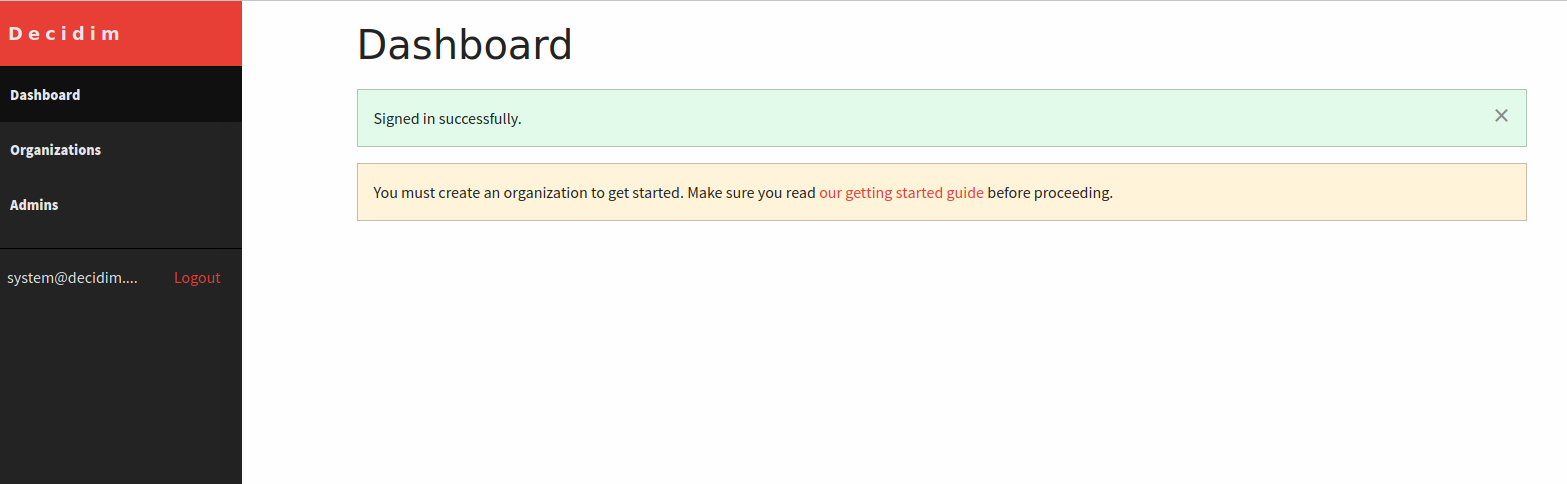 Decidim
Dashboard
Organizations
Admins
system@decidim....
Logout
Dashboard
Signed in successfully.
You must create an organization to get started. Make sure you read our getting started guide before proceeding.